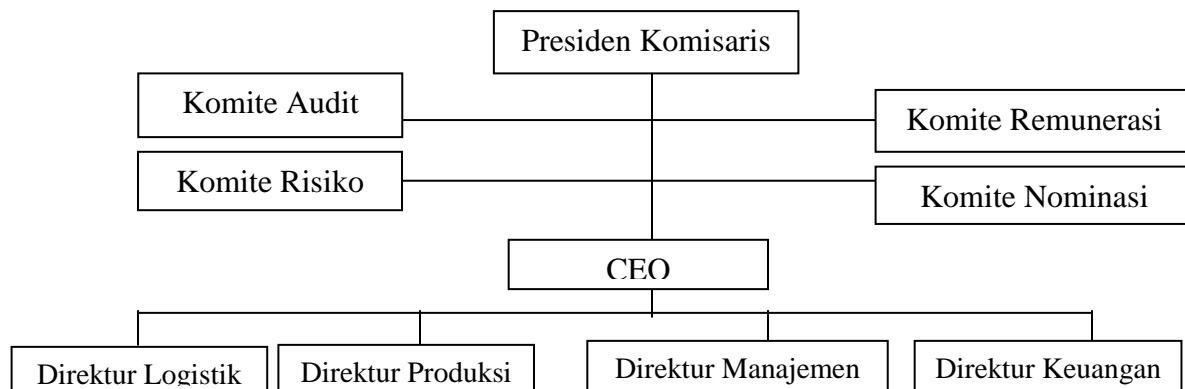 Presiden Komisaris
Komite Audit
Komite Remunerasi
Komite Risiko
Komite Nominasi
CEO
Direktur Logistik
Direktur Produksi
Direktur Manajemen
Direktur Keuangan